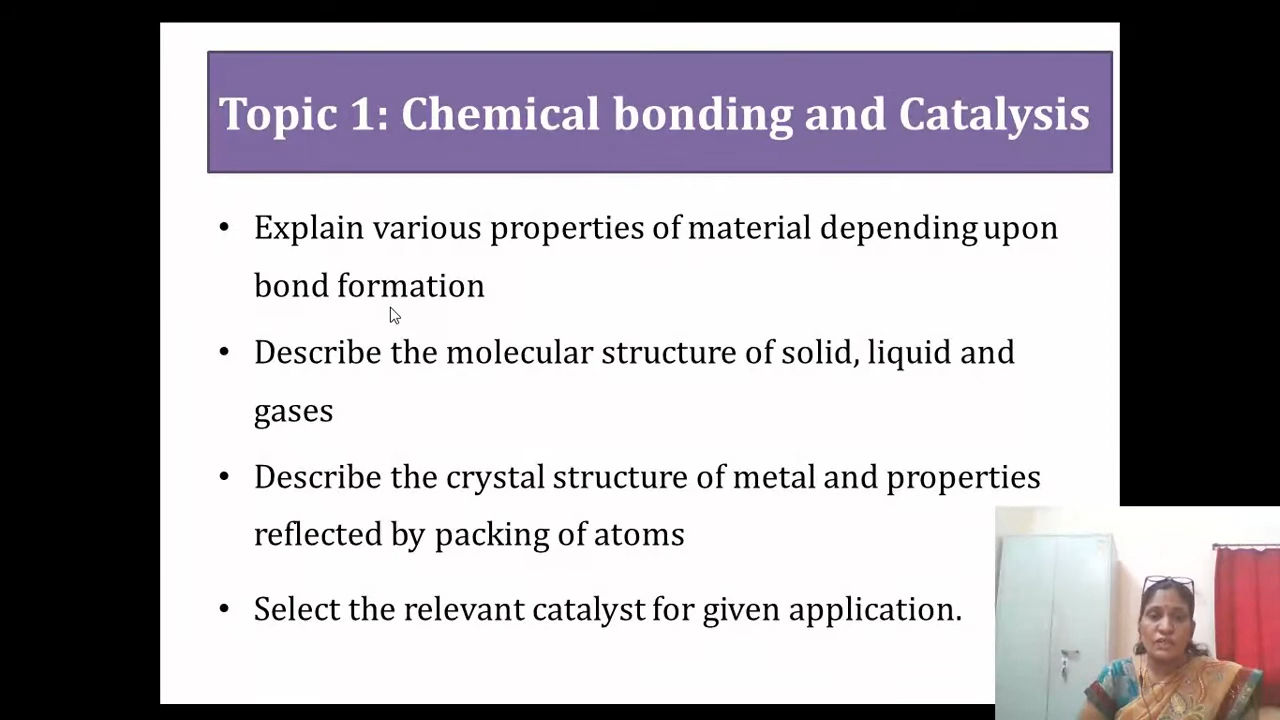 Topic 1: Chemical bonding and Catalysis
• Explain various properties of material depending upon
bond formation
• Describe the molecular structure of solid, liquid and
gases
• Describe the crystal structure of metal and properties
reflected by packing of atoms
• Select the relevant catalyst for given application.